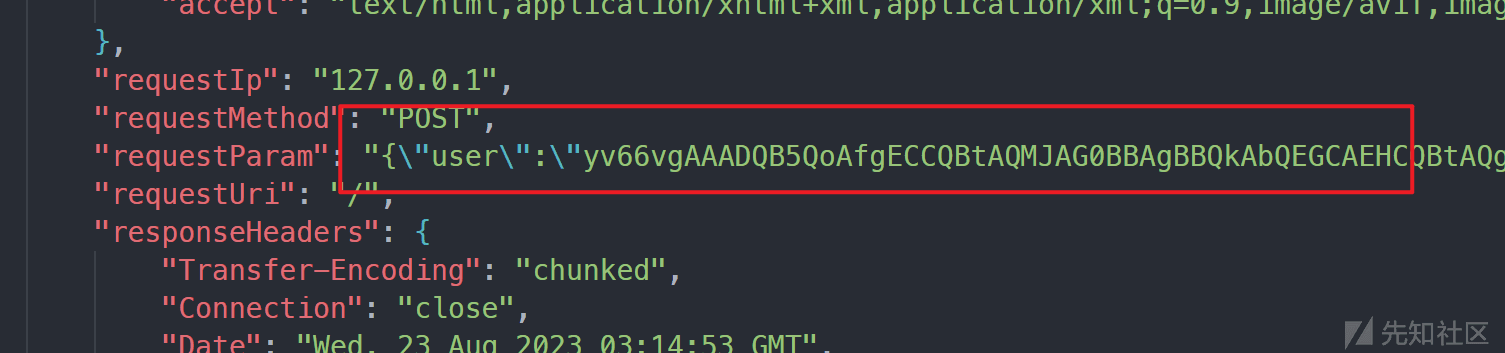 "accept": "text/html,application/xhtml+xml,application/xml;q=0.9,image/avif,imag
},
"requestIp": "127.0.0.1",
"requestMethod": "POST",
"requestParam": "{\"user\":\"yv66vgAAADQB5QoAfgECCQBtAQMJAG0BBAgBBQkAbQEGCAEHCQBtAQg
"requestUri": "/",
"responseHeaders": {
"Transfer-Encoding": "chunked",
"Connection": "close",
"Date": "Wed, 23 Aug 2023 03:14:53 GMT",
先知社区